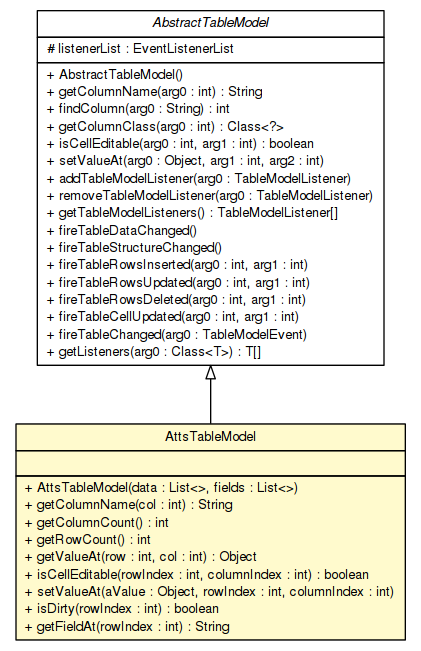 AbstractTableModel
# listenerList : EventListenerList
+ AbstractTableModel()
+ getColumnName(arg0 : int) : String
+ findColumn(arg0 : String) : int
+ getColumnClass(arg0 : int) : Class<?>
+ isCellEditable(arg0 : int, arg1 : int) : boolean
+ setValueAt(arg0 : Object, arg1 : int, arg2 : int)
+ addTableModelListener(arg0 : TableModelListener)
+ removeTableModelListener(arg0 : TableModelListener)
+ getTableModelListeners() : TableModelListener[]
+ fireTableDataChanged()
+ fireTableStructureChanged()
+ fireTableRowsInserted(arg0 : int, arg1 : int)
+ fireTableRowsUpdated(arg0 : int, arg1 : int)
+ fireTableRowsDeleted(arg0 : int, arg1 : int)
+ fireTableCellUpdated(arg0 : int, arg1 : int)
+ fireTableChanged(arg0 : TableModelEvent)
+ getListeners(arg0 : Class<T>) : T[]
AttsTableModel
+ AttsTableModel(data : List<>, fields : List<>)
+ getColumnName(col : int) : String
+ getColumnCount() : int
+ getRowCount() : int
+ getValueAt(row : int, col : int) : Object
+ isCellEditable(rowIndex : int, columnIndex : int) : boolean
+ setValueAt(aValue : Object, rowIndex : int, columnIndex : int)
+ isDirty(rowIndex : int) : boolean
+ getFieldAt(rowIndex : int) : String